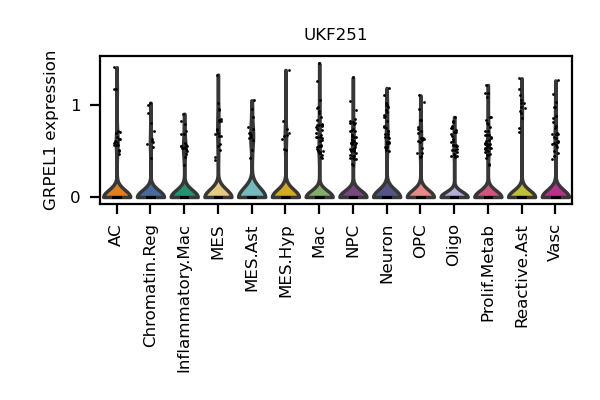 UKF251
GRPEL1 expression
1
0
AC
Chromatin.Reg
Inflammatory.Mac
MES
MES.Ast
MES.Hyp
Mac
NPC
Neuron
OPC
Oligo
Prolif.Metab
Reactive.Ast
Vasc